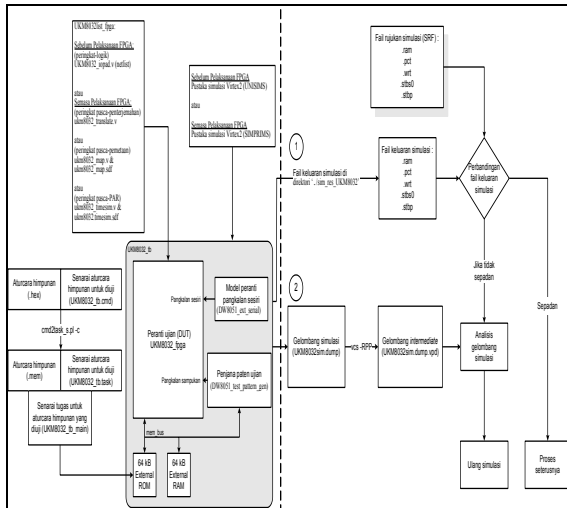 UKM8032list_fpga:
Sebelum Pelaksanaan FPGA
(peringkat-logik)
UKM8032_iopad.v (netlist)
atau
Semasa Pelaksanaan FPGA:
(peringkat pasca-penterjemahan)
ukm8032_translate.v
atau
(peringkat pasca-pemetaan)
ukm8032_map.v &
ukm8032_map.sdf
atau
(peringkat pasca-PAR)
ukm8032_timesim.v &
ukm8032timesim.sdf
Sebelum Pelaksanaan FPGA
Pustaka simulasi Virtex2 (UNISIMS)
atau
Semasa Pelaksanaan FPGA
Pustaka simulasi Virtex2 (SIMPRIMS)
Fail rujukan simulasi (SRF) :
.ram
.pct
.wrt
.stbs0
.stbp
1
Fail keluaran simulasi di
direktori '../sim_res_UKM8032
Fail keluaran simulasi :
.ram
.pct
.wrt
.stbs0
.stbp
Perbandingan
fail keluaran
simulasi
Jika tidak
sepadan
Sepadan
UKM8032_tb
Aturcara himpunan
(.hex)
Senarai aturcara
himpunan untuk diuji
(UKM8032_tb.cmd)
cmd2task_s.pl -c
Aturcara himpunan
(.mem)
Senarai aturcara
himpunan untuk diuji
(UKM8032_tb.task)
Senarai tugas untuk
aturcara himpunan yang
diuji (UKM8032_tb_main)
Pangkalan sesiri
Peranti ujian (DUT)
UKM8032_fpga
Pangkalan sampukan
Model peranti
pangkalan sesiri
(DW8051_ext_serial)
Penjana paten ujian
(DW8051_test_pattern_gen)
mem_bus
64 kB
External
ROM
64 kB
External
RAM
2
Gelombang simulasi
(UKM8032sim.dump)
vcs -RPP
Gelombang intermediate
(UKM8032sim.dump.vpd)
Analisis
gelombang
simulasi
Ulang simulasi
Proses
seterusnya